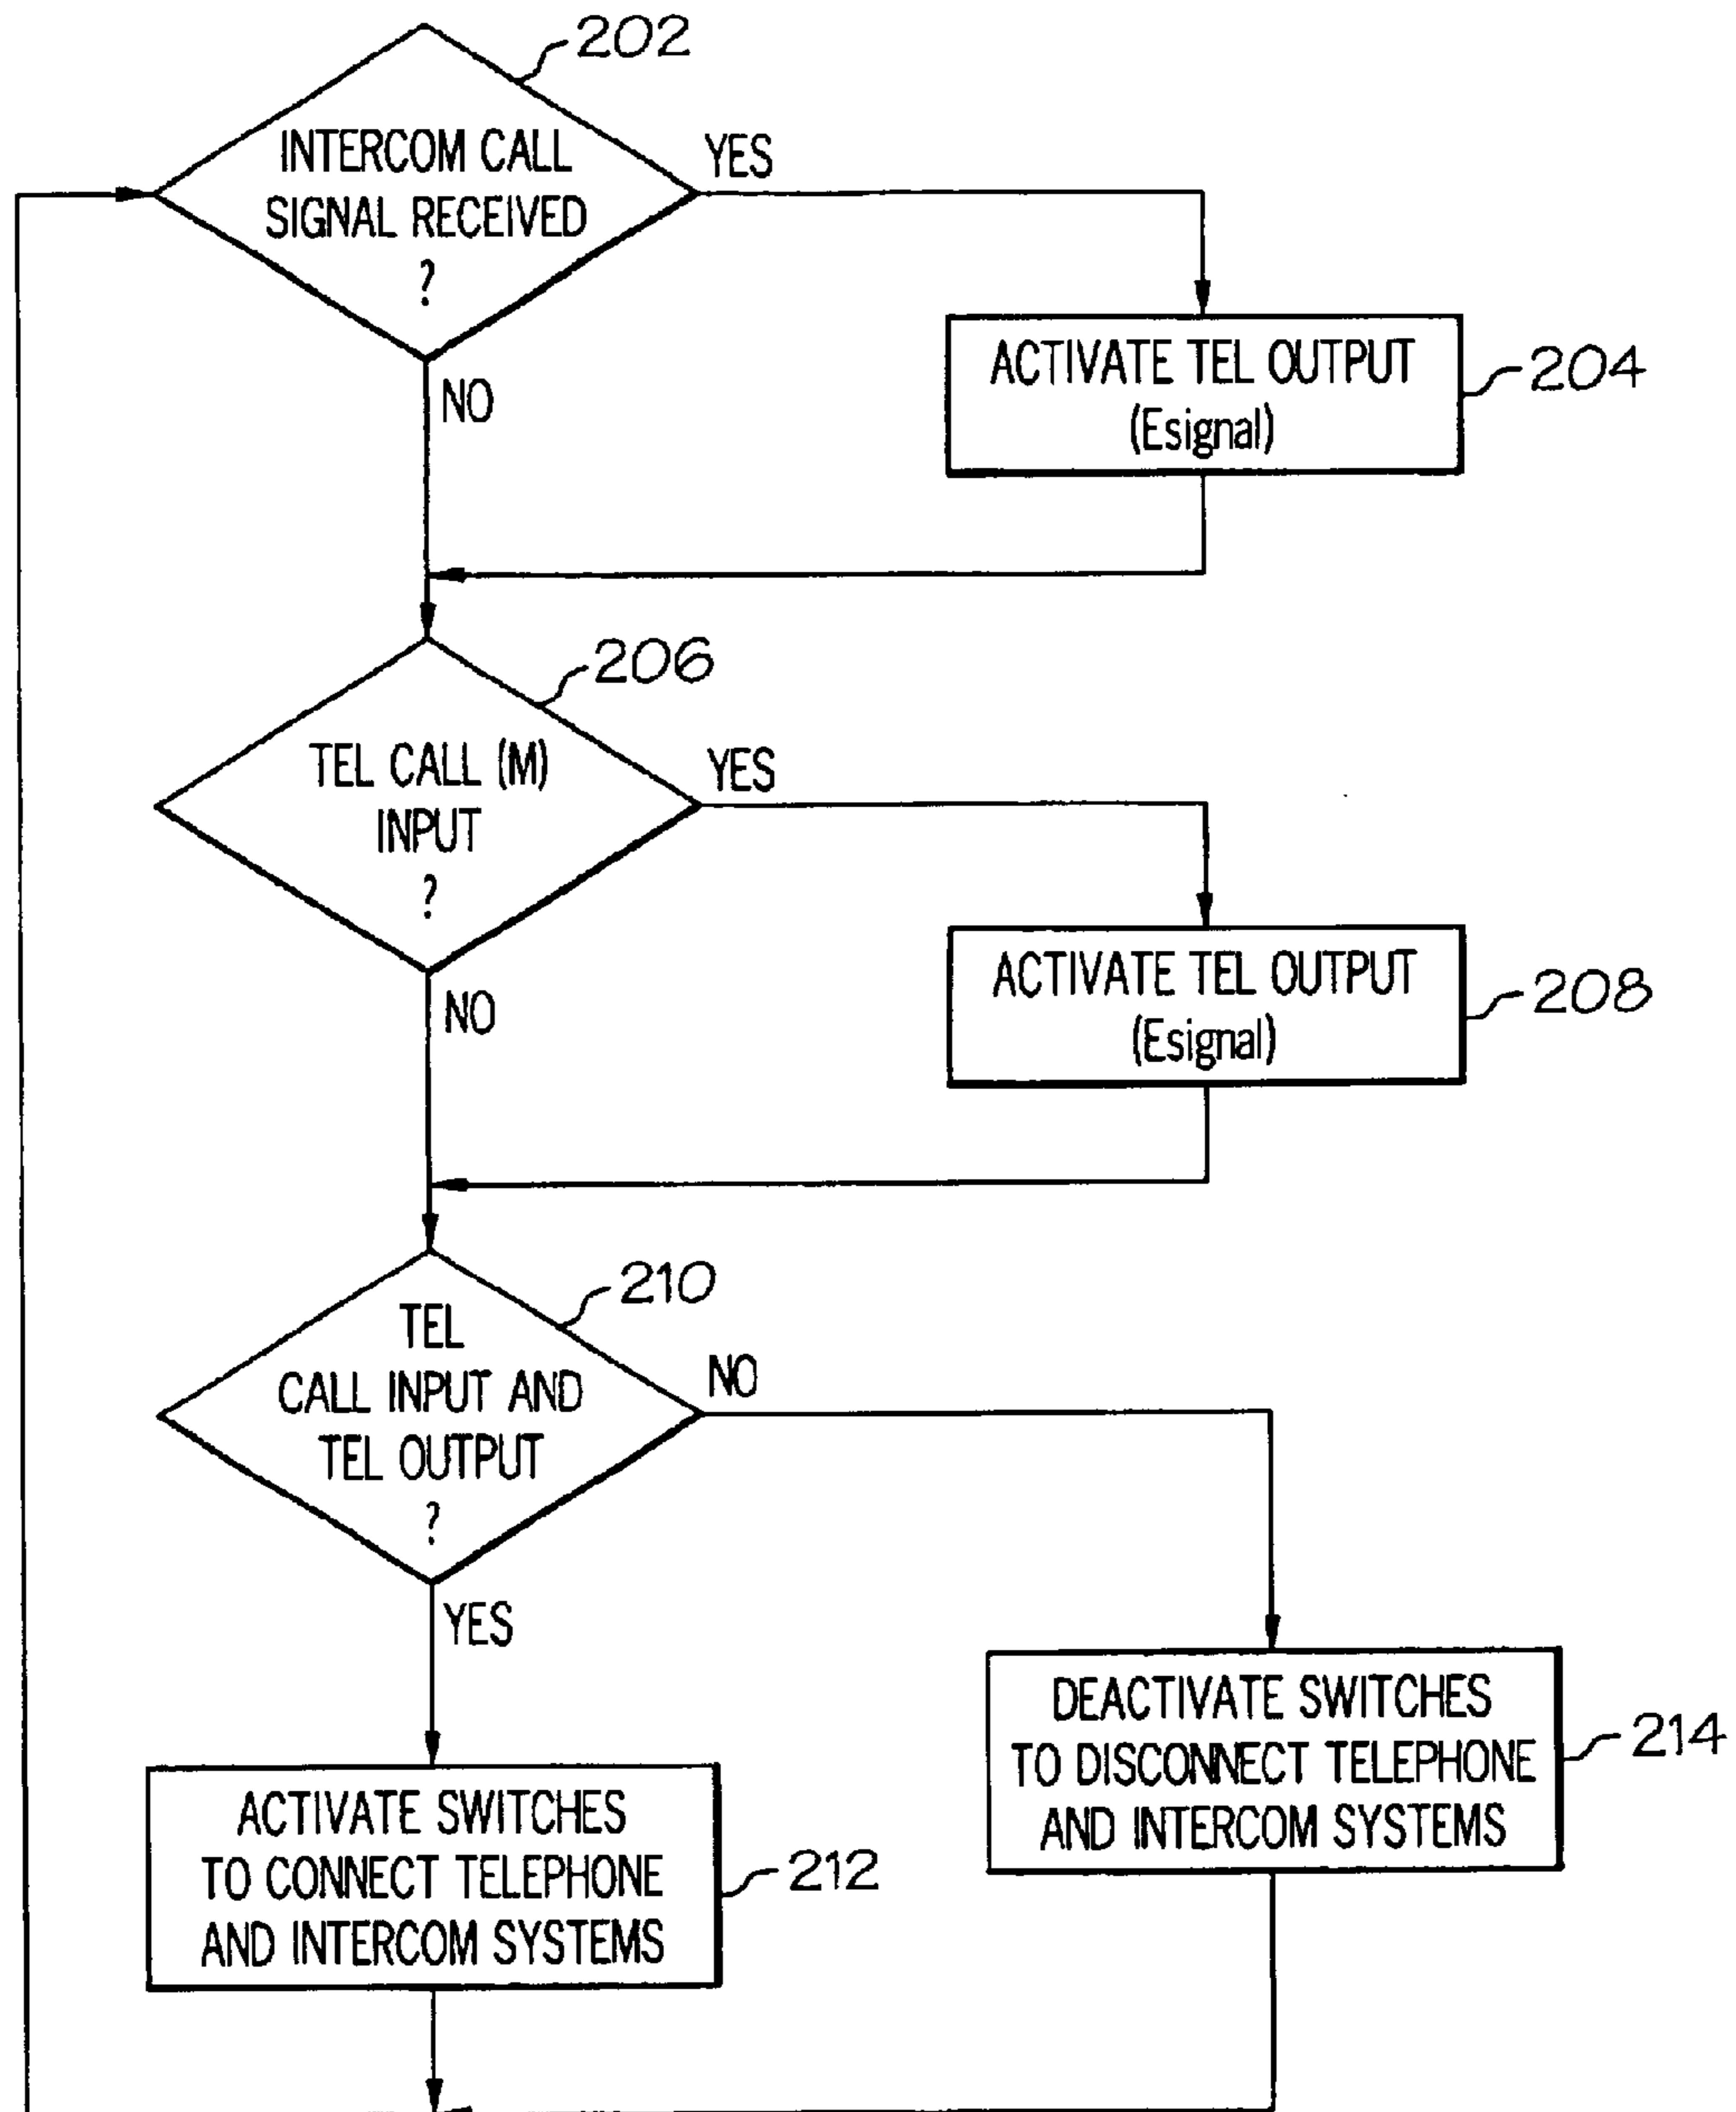 202
INTERCOM CALL
SIGNAL RECEIVED
?
YES
NO
ACTIVATE TEL OUTPUT
(Esignal)
204
206
TEL CALL (M)
INPUT
?
YES
NO
ACTIVATE TEL OUTPUT
(Esignal)
208
210
TEL
CALL INPUT AND
TEL OUTPUT
?
NO
YES
DEACTIVATE SWITCHES
TO DISCONNECT TELEPHONE
AND INTERCOM SYSTEMS
214
ACTIVATE SWITCHES
TO CONNECT TELEPHONE
AND INTERCOM SYSTEMS
212